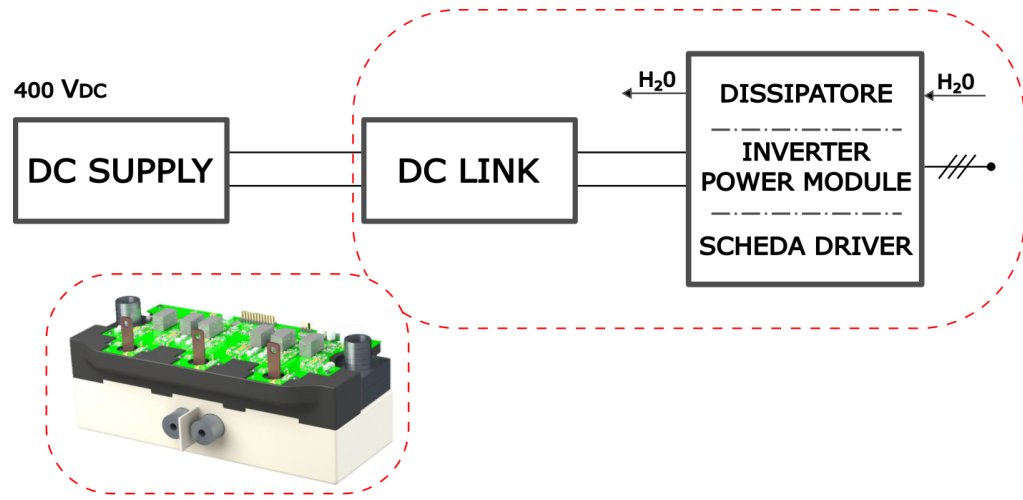 400 VDC
DC SUPPLY
DC LINK
H₂0
DISSIPATORE
H₂0
INVERTER
POWER MODULE
SCHEDA DRIVER